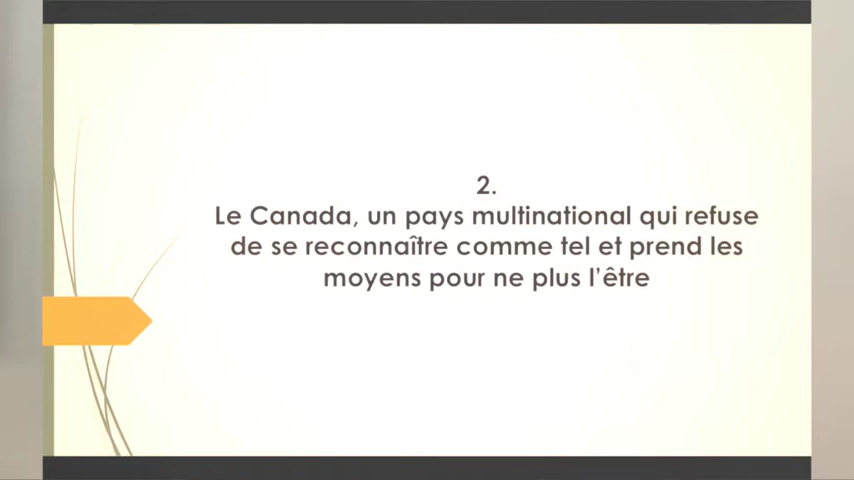 2.
Le Canada, un pays multinational qui refuse
de se reconnaître comme tel et prend les
moyens pour ne plus l'être